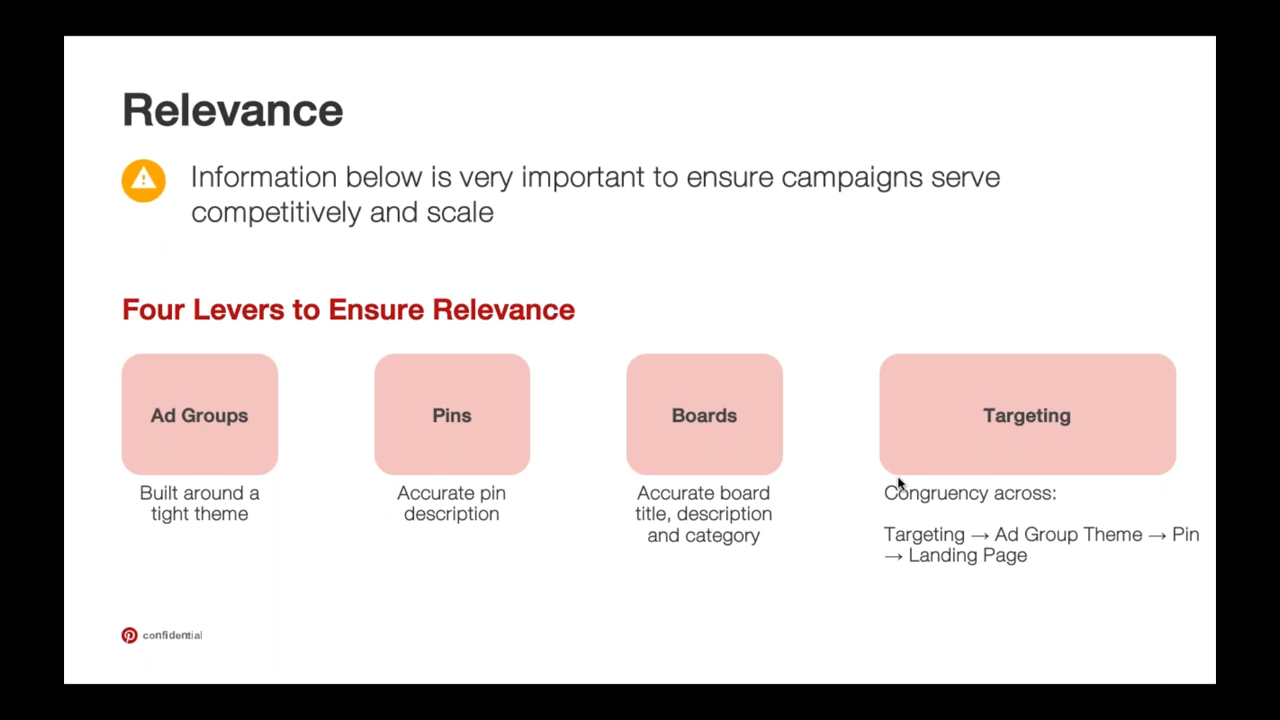 Relevance
Information below is very important to ensure campaigns serve
competitively and scale
Four Levers to Ensure Relevance
Ad Groups
Built around a
tight theme
Pins
Accurate pin
description
Boards
Accurate board
title, description
and category
Targeting
Congruency across:
Targeting → Ad Group Theme → Pin
→ Landing Page
confidential